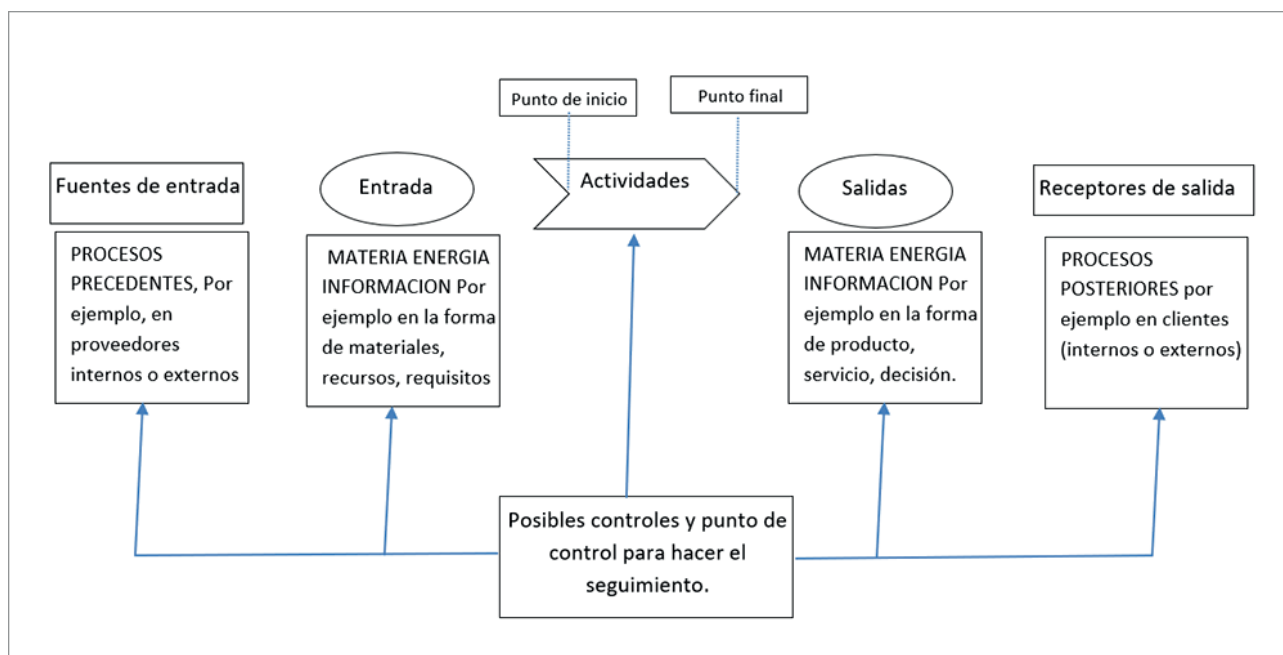 Punto de inicio
Punto final
Fuentes de entrada
Entrada
Actividades
Salidas
Receptores de salida
PROCESOS
PRECEDENTES, Por
ejemplo, en
proveedores
internos o externos
MATERIA ENERGIA
INFORMACION Por
ejemplo en la forma
de materiales,
recursos, requisitos
MATERIA ENERGIA
INFORMACION Por
ejemplo en la forma
de producto,
servicio, decisión.
PROCESOS
POSTERIORES por
ejemplo en clientes
(internos o externos)
Posibles controles y punto de
control para hacer el
seguimiento.